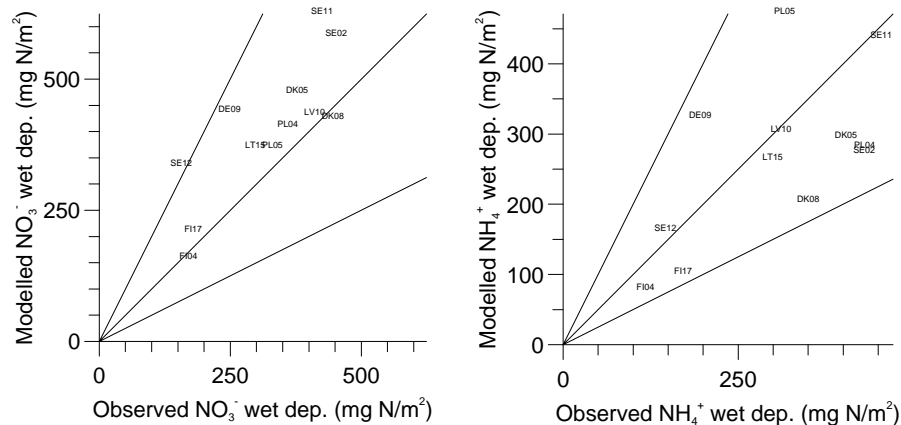 Modelled NO₃⁻ wet dep. (mg N/m²)
500
250
0
SE11
SE02
DK05
DE09
LV10
DK08
PL04
LT15
PL05
SE12
FI17
FI04
0 250 500
Observed NO₃⁻ wet dep. (mg N/m²)
Modelled NH₄⁺ wet dep. (mg N/m²)
400
300
200
100
0
PL05
SE11
DE09
LV10
DK05
PL04
SE02
LT15
DK08
SE12
FI17
FI04
0 250
Observed NH₄⁺ wet dep. (mg N/m²)